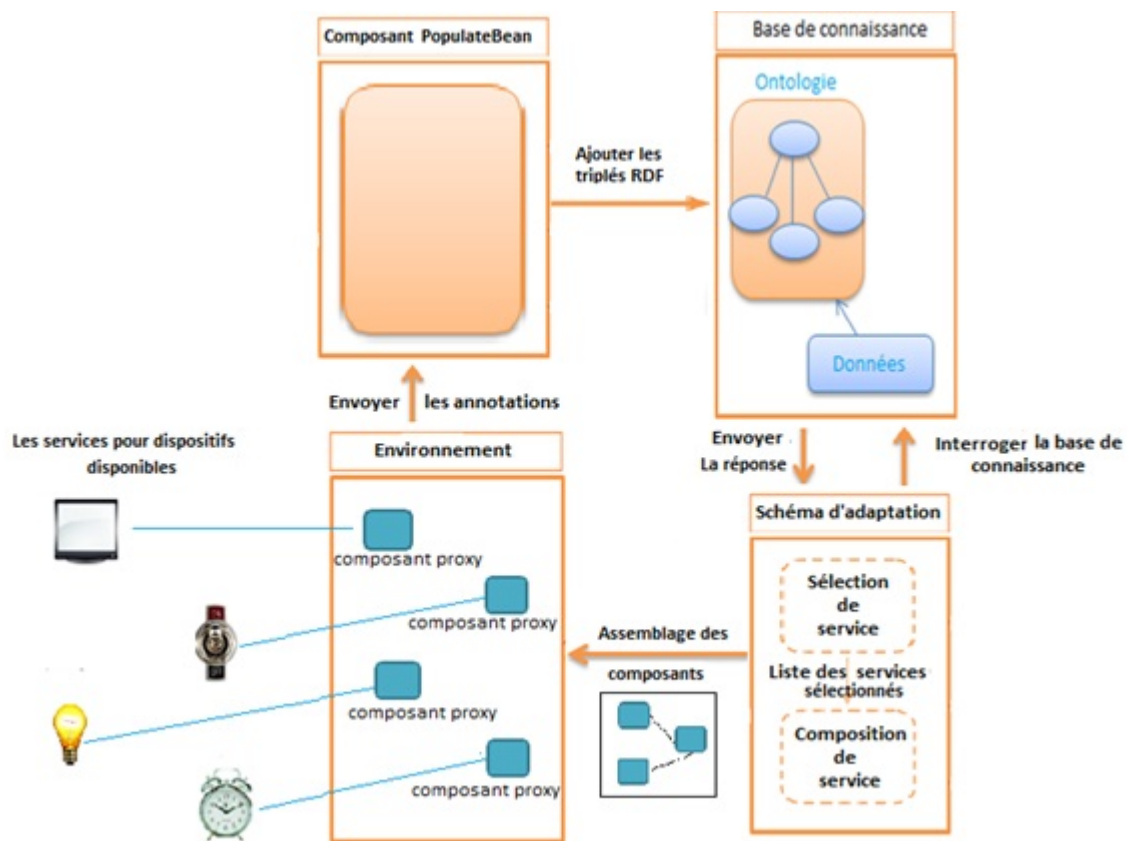 Composant PopulateBean
Base de connaissance
Ontologie
Ajouter les
triplés RDF
Données
Envoyer les annotations
Les services pour dispositifs
disponibles
Environnement
Envoyer
La réponse
Interroger la base de
connaissance
Schéma d'adaptation
composant proxy
composant proxy
composant proxy
composant proxy
Assemblage des
composants
Sélection
de
service
Liste des services
sélectionnés
Composition
de
service